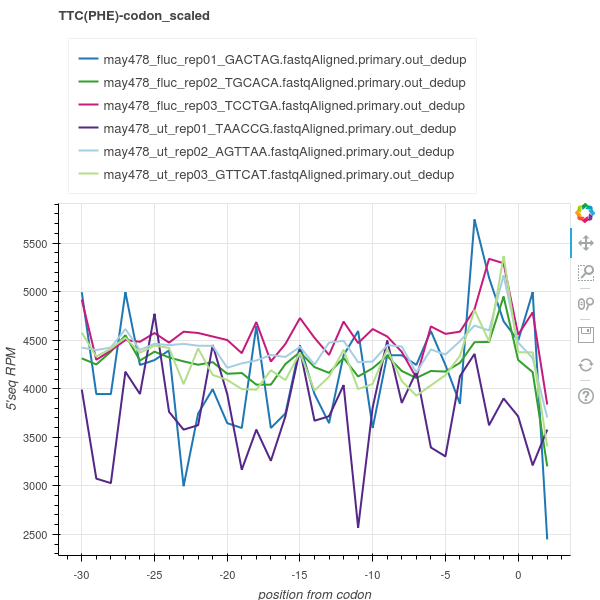 TTC(PHE)-codon_scaled
may478_fluc_rep01_GACTAG.fastqAligned.primary.out_dedup
may478_fluc_rep02_TGCACA.fastqAligned.primary.out_dedup
may478_fluc_rep03_TCCTGA.fastqAligned.primary.out_dedup
may478_ut_rep01_TAACCG.fastqAligned.primary.out_dedup
may478_ut_rep02_AGTTAA.fastqAligned.primary.out_dedup
may478_ut_rep03_GTTCAT.fastqAligned.primary.out_dedup
5'seq RPM
5500
5000
4500
4000
3500
3000
2500
-30 -25 -20 -15 -10 -5 0
position from codon